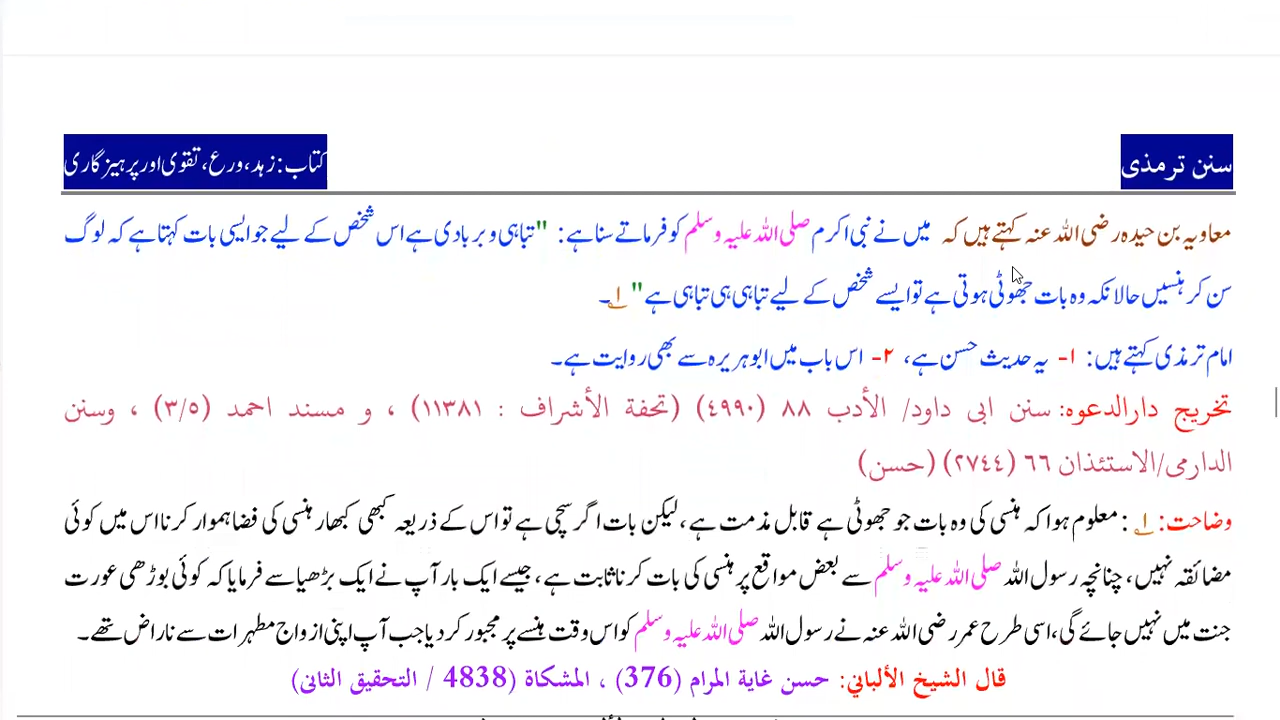 سنن ترمذی
کتاب: زہد، ورع، تقوی اور پرہیزگاری
معاویہ بن حیدہ رضی الله عنہ کہتے ہیں کہ میں نے نبی اکرم صلی اللہ علیہ وسلم کو فرماتے سنا ہے: "تباہی و بربادی ہے اس شخص کے لیے جو ایسی بات کہتا ہے کہ لوگ
سن کر ہنسیں حالانکہ وہ بات جھوٹی ہوتی ہے تو ایسے شخص کے لیے تباہی ہی تباہی ہے" ۱؎۔
امام ترمذی کہتے ہیں: ۱- یہ حدیث حسن ہے، ۲- اس باب میں ابوہریرہ سے بھی روایت ہے۔
تخریج دارالدعوہ: سنن ابی داود/ الأدب ۸۸ (۴۹۹۰) (تحفة الأشراف : ۱۱۳۸۱) ، و مسند احمد (۳/۵) ، وسنن
الدارمی/الاستئذان ۶۶ (۲۷۴۴) (حسن)
وضاحت: ۱؎ : معلوم ہوا کہ ہنسی کی وہ بات جو جھوٹی ہے قابل مذمت ہے، لیکن بات اگر سچی ہے تو اس کے ذریعہ کبھی کبھار ہنسی کی فضا ہموار کرنا اس میں کوئی
مضائقہ نہیں، چنانچہ رسول اللہ صلی اللہ علیہ وسلم سے بعض مواقع پر ہنسی کی بات کرنا ثابت ہے، جیسے ایک بار آپ نے ایک بڑھیا سے فرمایا کہ کوئی بوڑھی عورت
جنت میں نہیں جائے گی، اسی طرح عمر رضی الله عنہ نے رسول اللہ صلی اللہ علیہ وسلم کو اس وقت ہنسے پر مجبور کر دیا جب آپ اپنی ازواج مطہرات سے ناراض تھے۔
قال الشيخ الألباني: حسن غاية المرام (376) ، المشكاة (4838 / التحقيق الثانى)